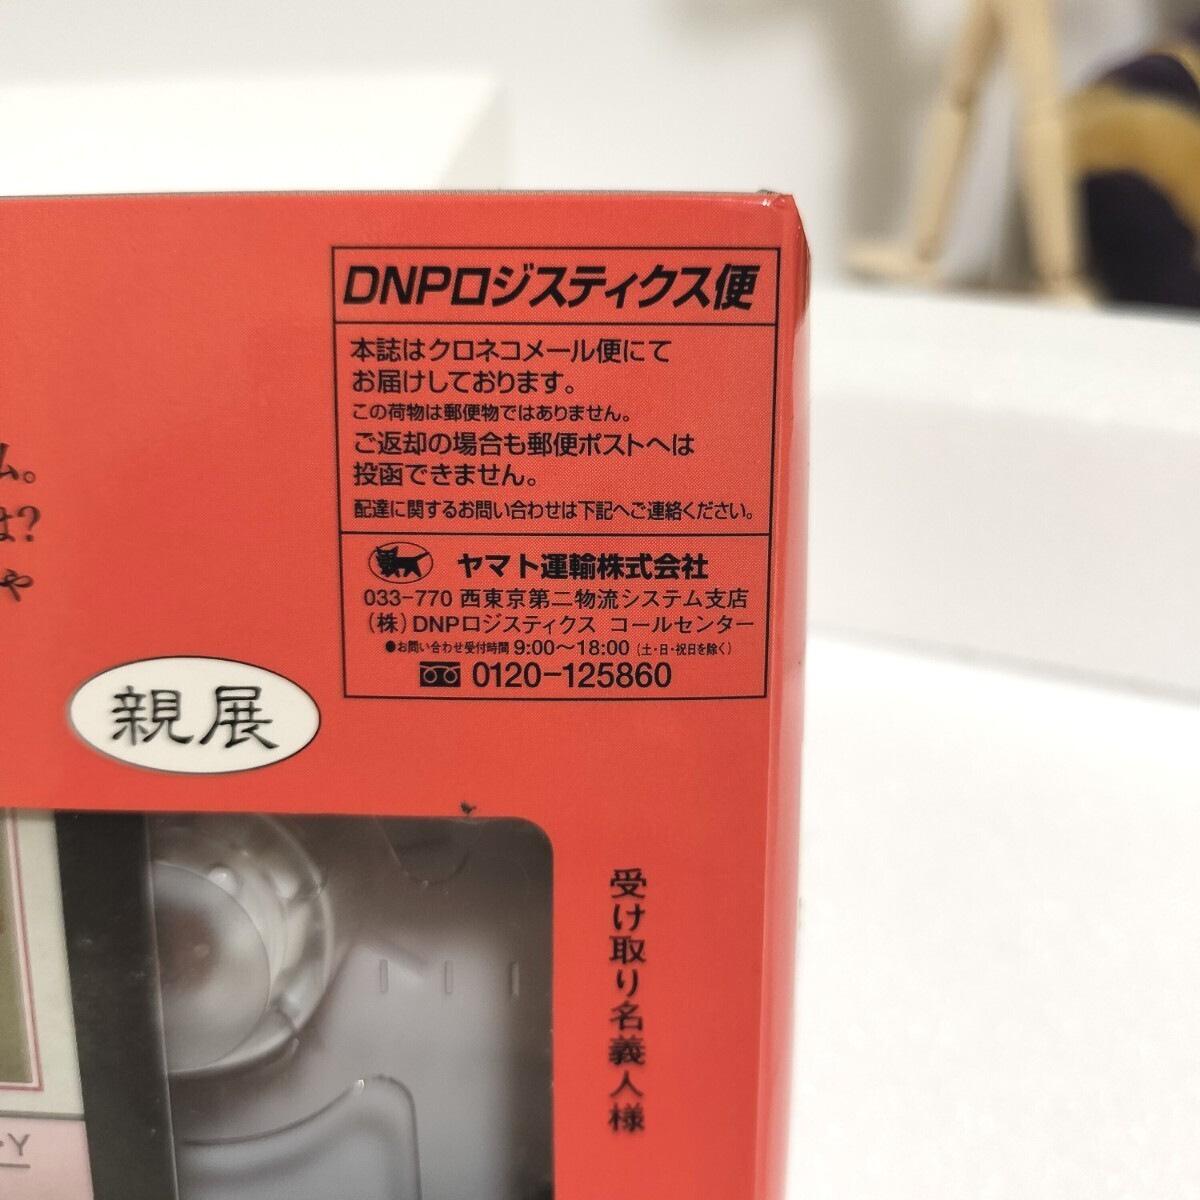 DNPロジスティクス便
本誌はクロネコメール便にて
お届けしております。
この荷物は郵便物ではありません。
ご返却の場合も郵便ポストへは
投函できません。
配達に関するお問い合わせは下記へご連絡ください。
ヤマト運輸株式会社
033-770 西東京第二物流システム支店
(株)DNPロジスティクス コールセンター
●お問い合わせ受付時間 9:00〜18:00 (土・日・祝日を除く)
0120-125860
ム。
は?
や
親展
受け取り名義人様
・Y